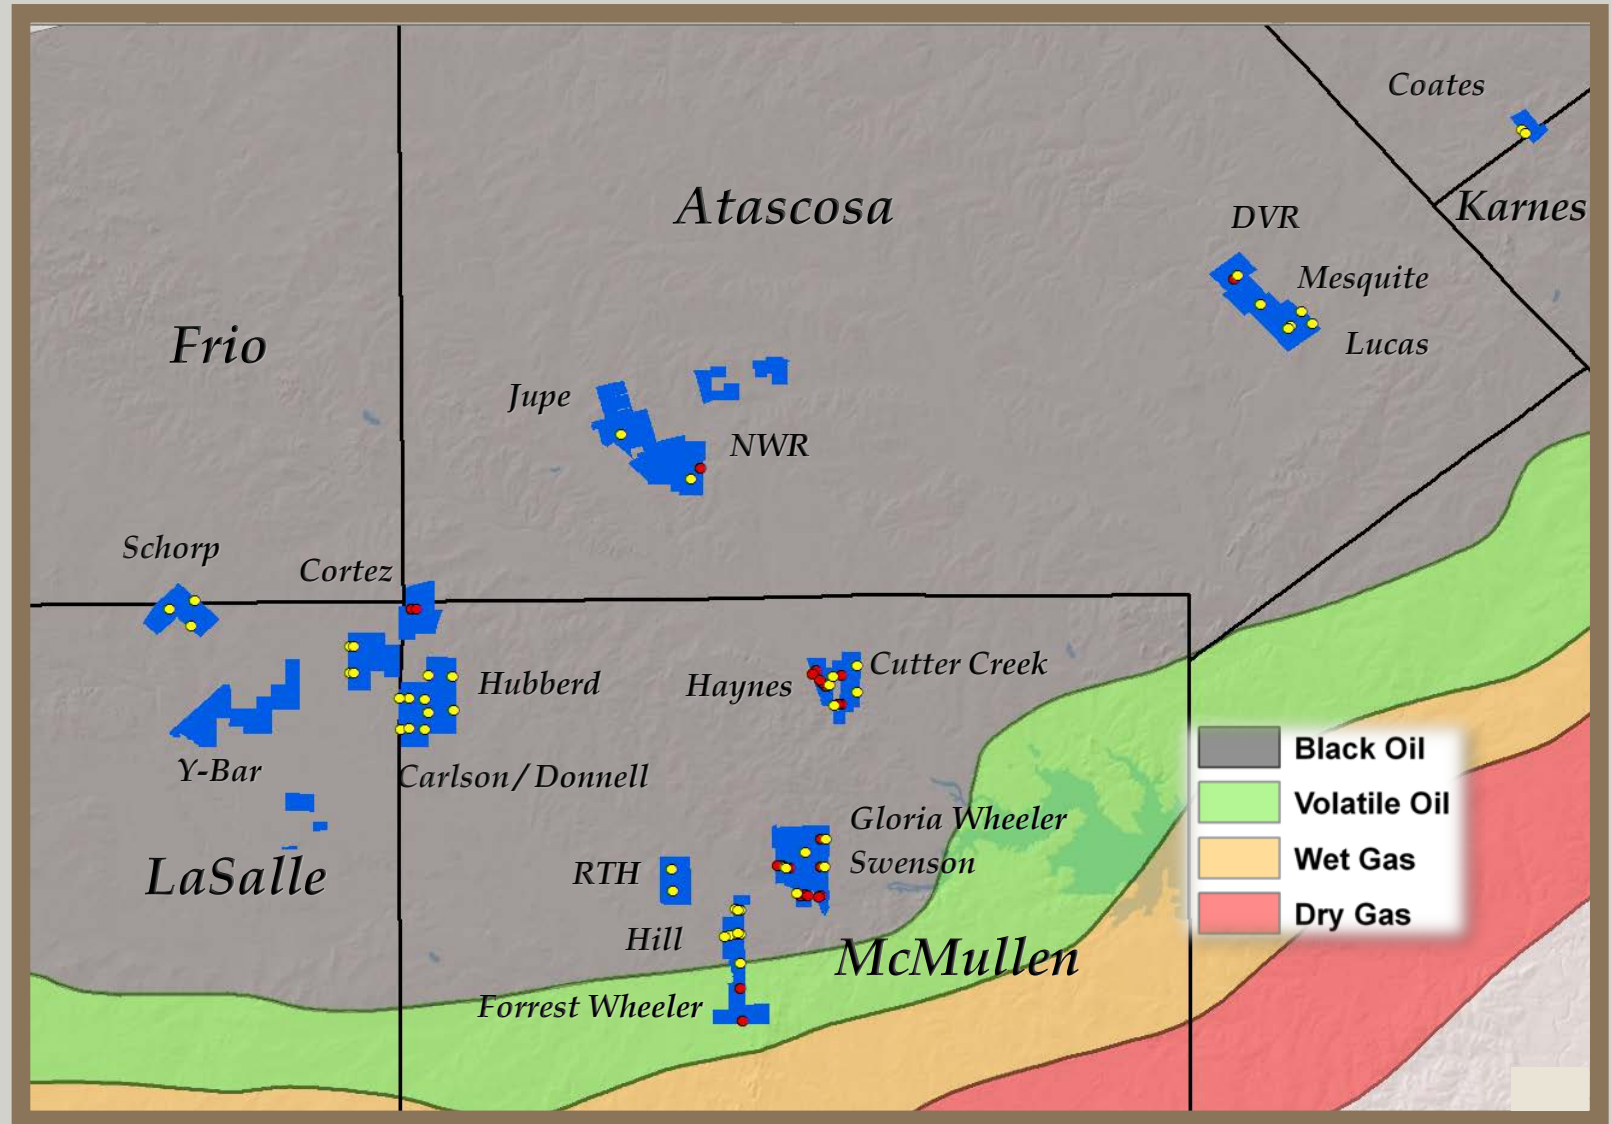 Coates
Atascosa
Karnes
DVR
Mesquite
Frio
Lucas
Jupe
NWR
Schorp
Cortez
Hubberd
Haynes
Cutter Creek
Y-Bar
Carlson/Donnell
Black Oil
Volatile Oil
Wet Gas
Dry Gas
Gloria Wheeler
Swenson
RTH
LaSalle
Hill
McMullen
Forrest Wheeler